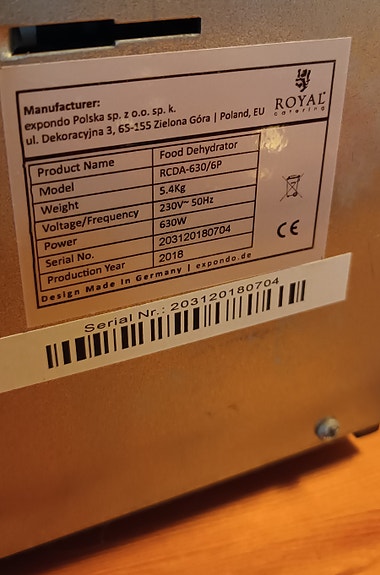 Manufacturer:
expondo Polska sp. z o.o. sp. k.
ul. Dekoracyjna 3, 65-155 Zielona Góra | Poland, EU
ROYAL
catering
Product Name Food Dehydrator
Model RCDA-630/6P
Weight 5.4Kg
Voltage/Frequency 230V~ 50Hz
Power 630W
Serial No. 203120180704
Production Year 2018
CE
Design Made In Germany | expondo.de
Serial Nr.: 203120180704